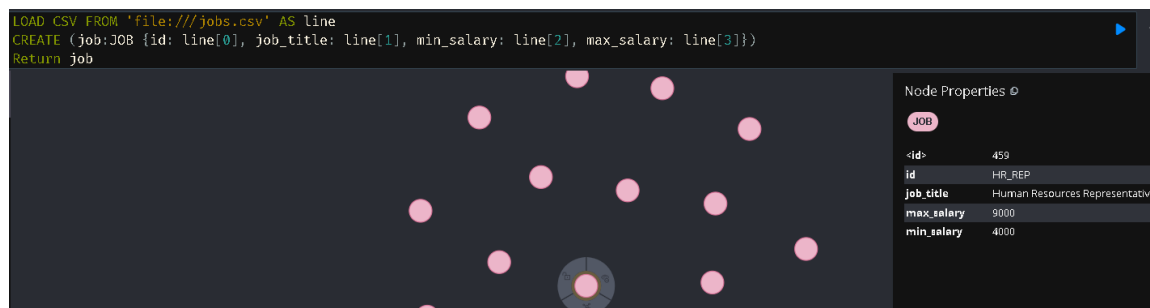 LOAD CSV FROM 'file:///jobs.csv' AS line
CREATE (job:JOB {id: line[0], job_title: line[1], min_salary: line[2], max_salary: line[3]})
Return job
Node Properties
JOB
<id> 459
id HR_REP
job_title Human Resources Representativ
max_salary 9000
min_salary 4000